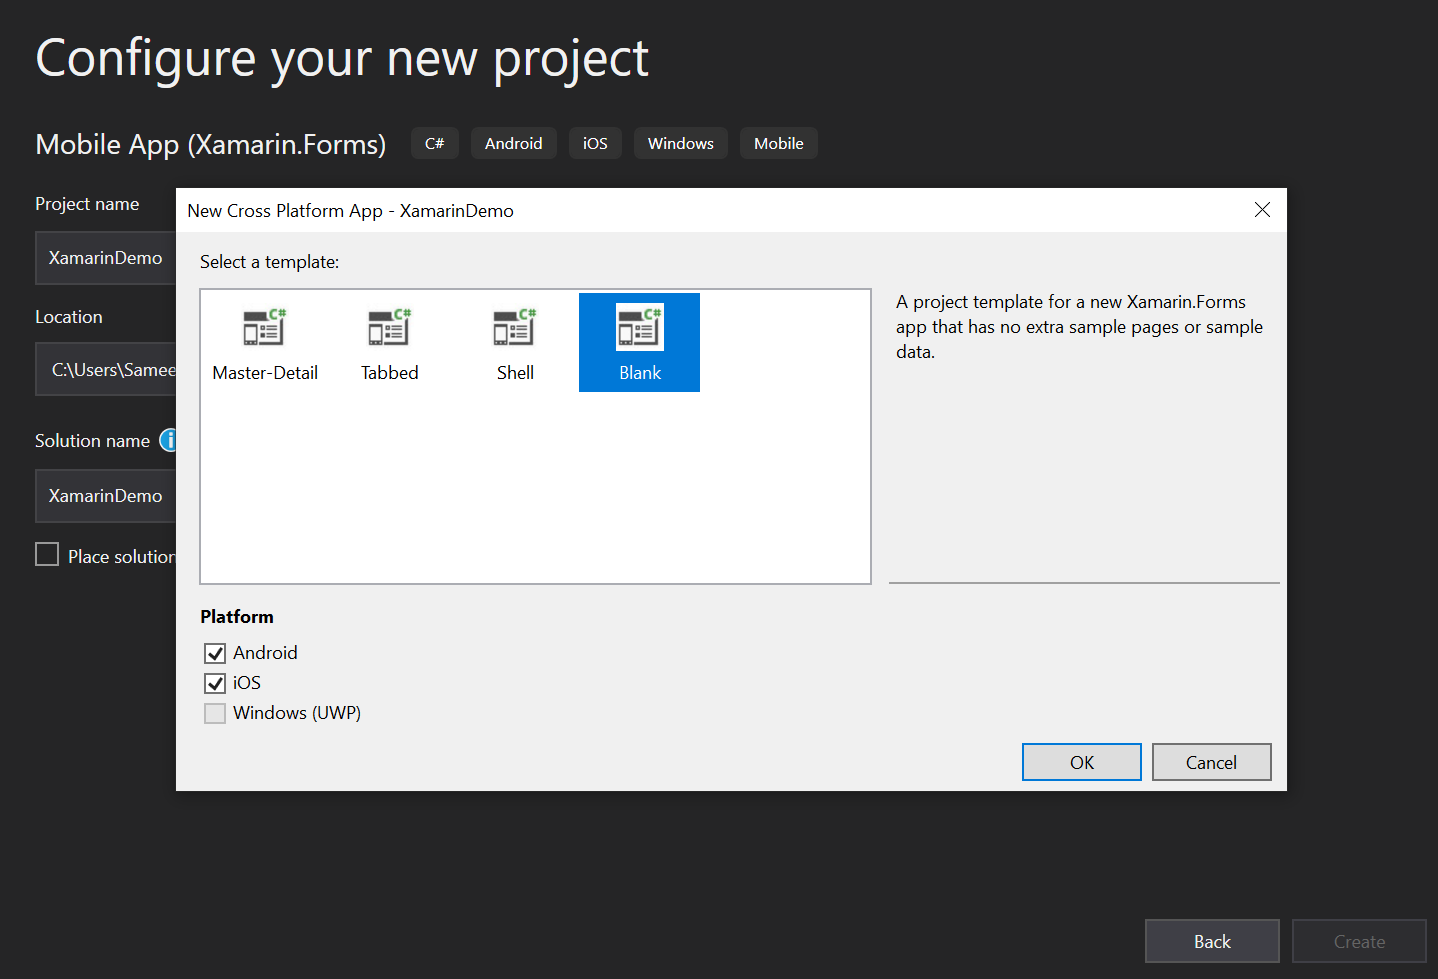 Configure your new project
Mobile App (Xamarin.Forms) C# Android iOS Windows Mobile
Project name
XamarinDemo
Location
C:\Users\Samee
Solution name
XamarinDemo
Place solution
New Cross Platform App - XamarinDemo
Select a template:
C# C# C# C#
Master-Detail Tabbed Shell Blank
A project template for a new Xamarin.Forms
app that has no extra sample pages or sample
data.
Platform
Android
iOS
Windows (UWP)
OK Cancel
Back Create